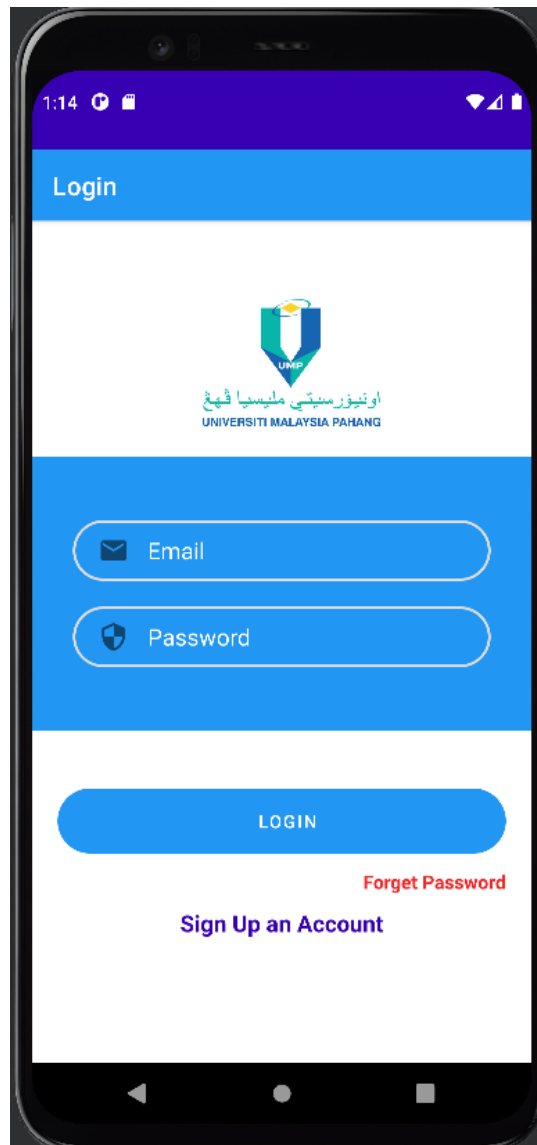 1:14
Login
UMP
اونيۏرسيتي مليسيا ڤهڠ
UNIVERSITI MALAYSIA PAHANG
Email
Password
LOGIN
Forget Password
Sign Up an Account